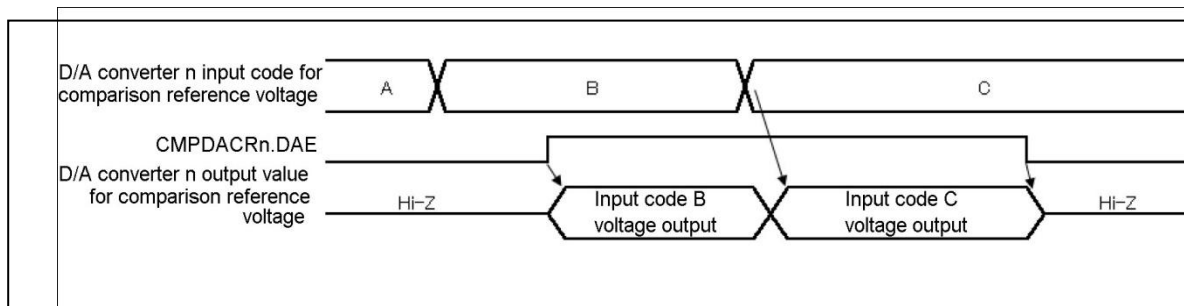 D/A converter n input code for
comparison reference voltage
A
B
C
CMPDACRn.DAE
D/A converter n output value
for comparison reference
voltage
Hi-Z
Input code B
voltage output
Input code C
voltage output
Hi-Z